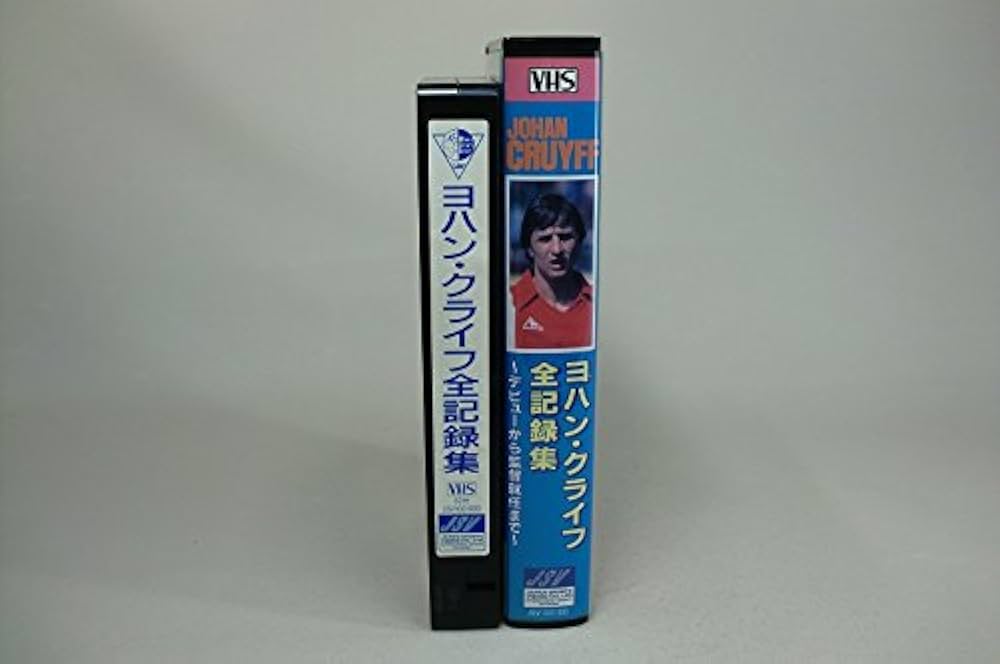 ヨハン・クライフ全記録集
VHS
JSV
VHS
JOHAN
CRUYFF
ヨハン・クライフ
全記録集
〜デビューから監督就任まで〜
JSV